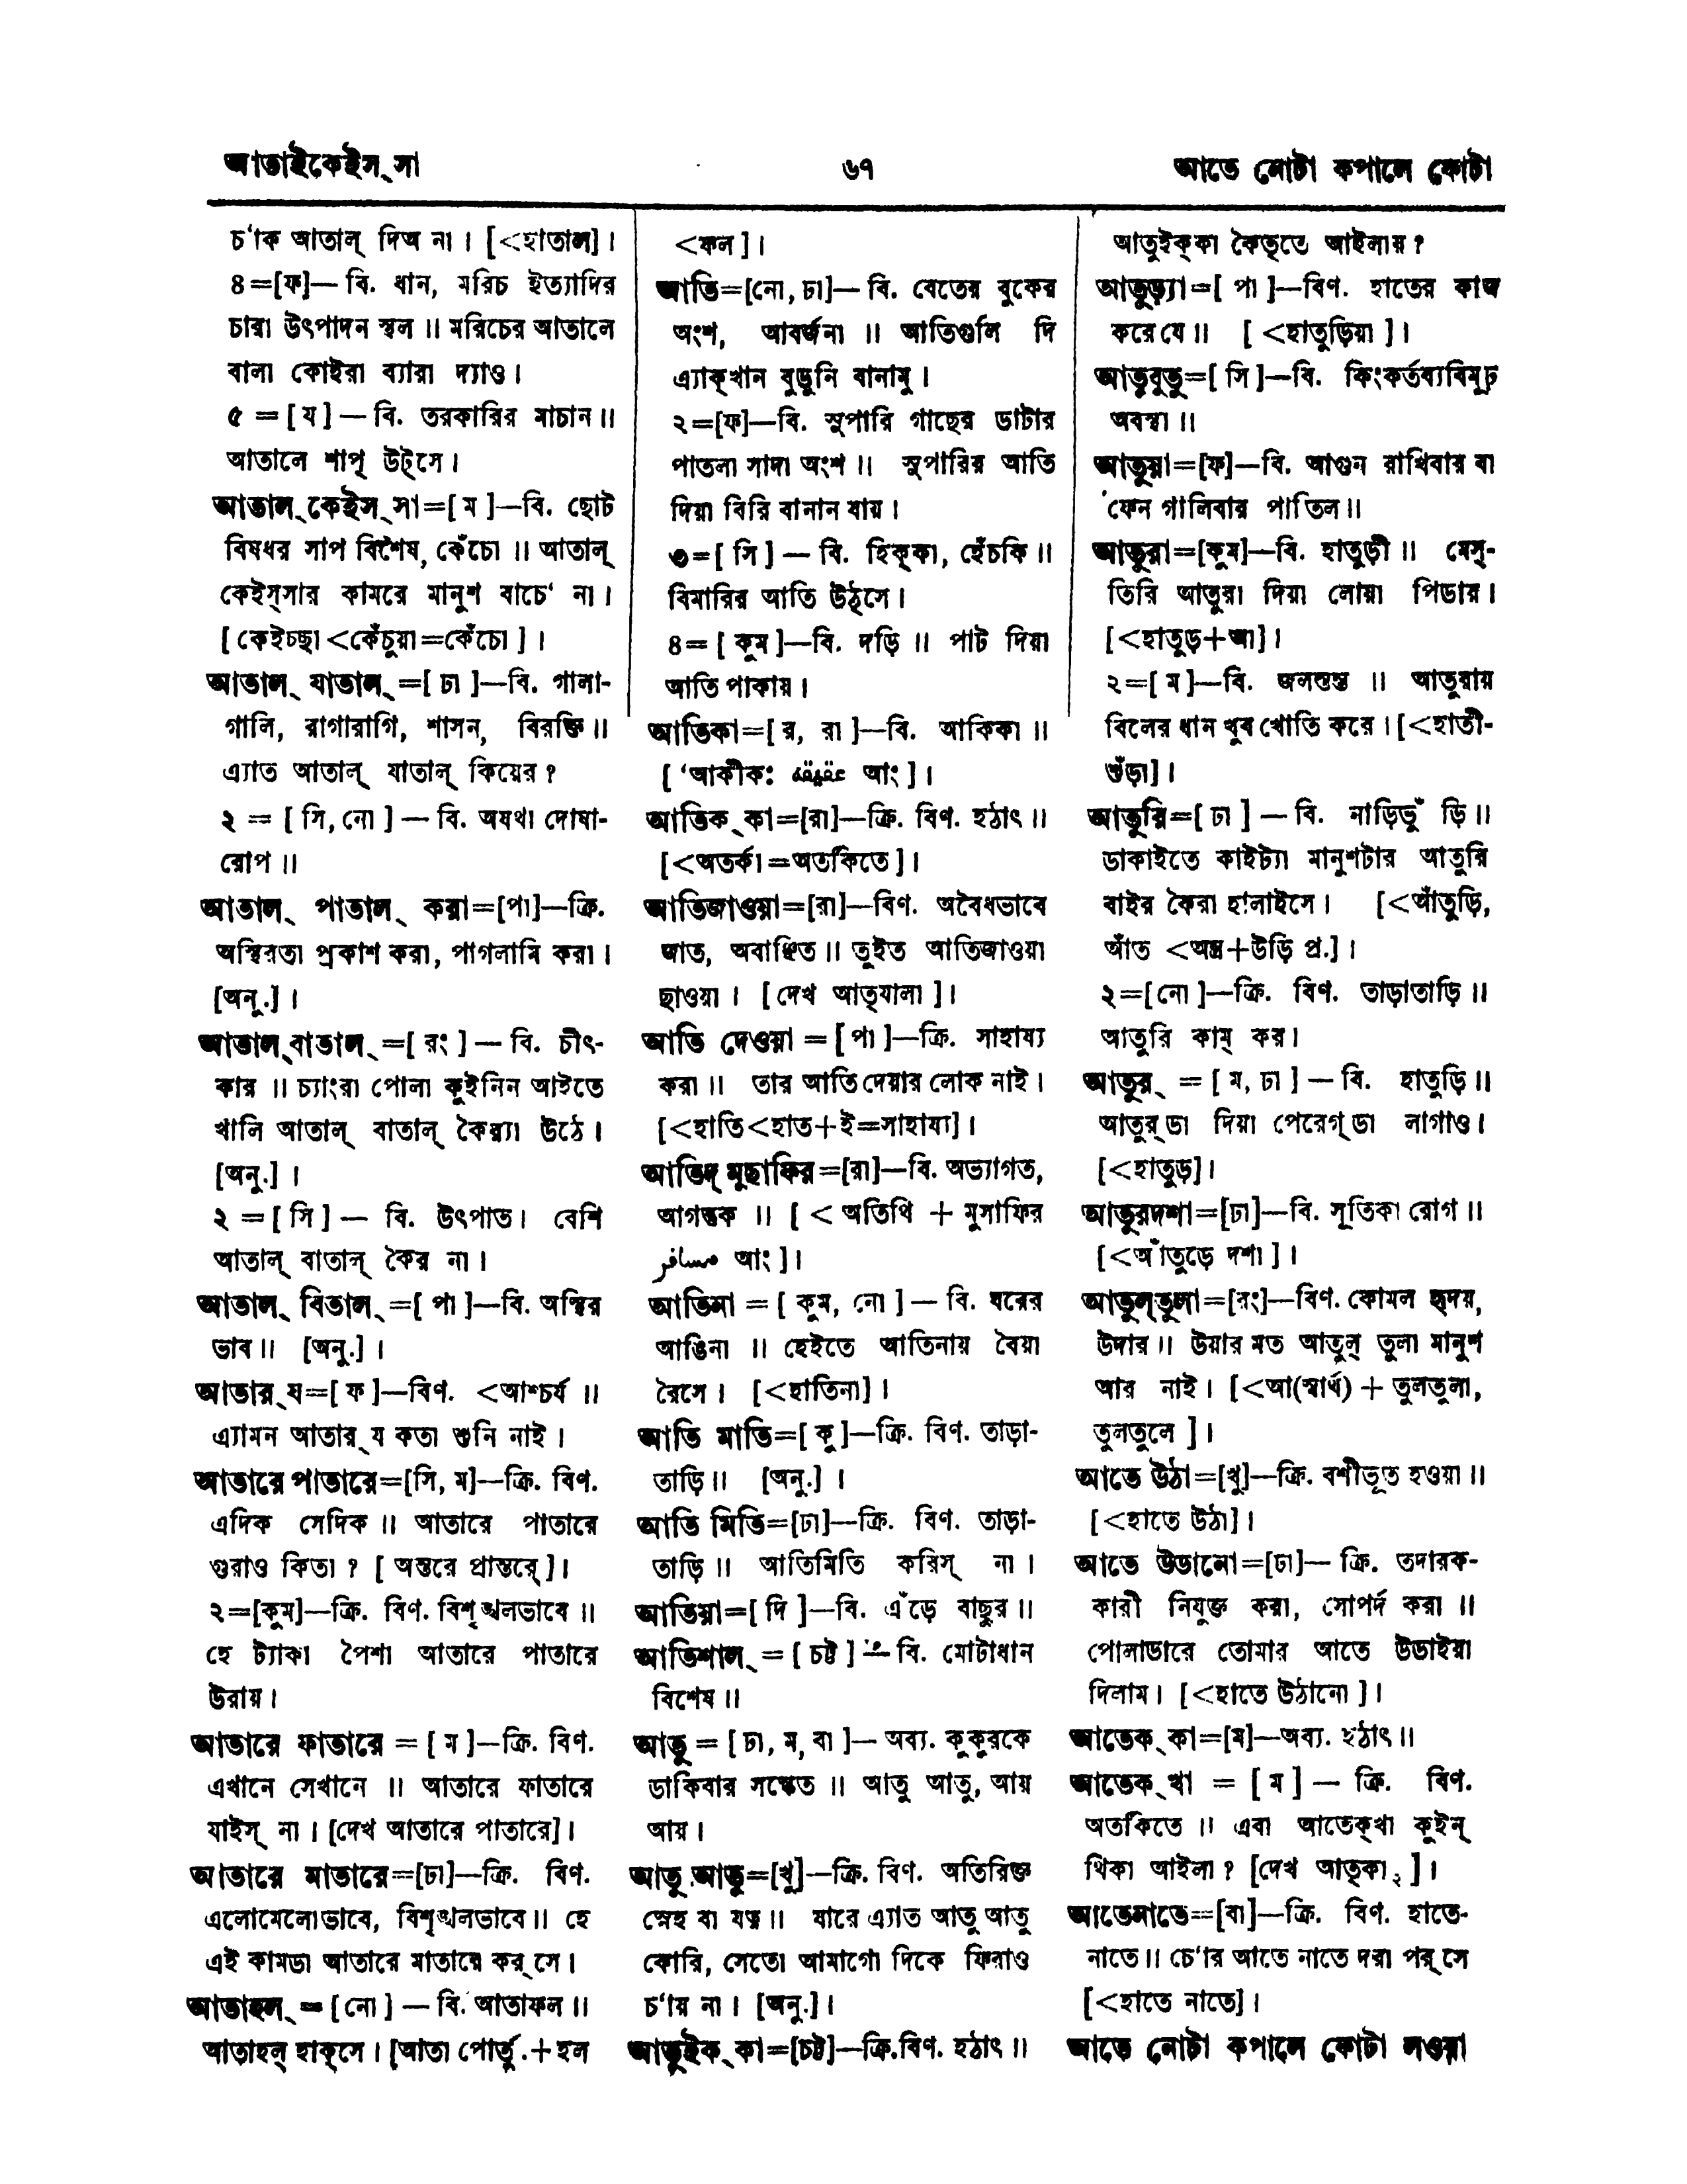 আতাইকেইস্‌সা
৬৭
আতে নোটা কপালে ফোটা
চ'াক আতাল্ দিঅ না। [<হাতাল]।
৪=[ফ]— বি. ধান, মরিচ ইত্যাদির
চারা উৎপাদন স্থল॥ মরিচের আতালে
বালা কোইরা ব্যারা দ্যাও।
৫ = [ য ] — বি. তরকারির মাচান॥
আতালে শাপ্ উট্‌সে।
আতাল্‌কেইস্‌সা=[ ম ]—বি. ছোট
বিষধর সাপ বিশেষ, কেঁচো॥ আতাল্
কেইস্‌সার কামরে মানুশ বাচে' না।
[ কেইচছা<কেঁচুয়া=কেঁচো ]।
আতাল্ যাতাল্ =[ ঢা ]—বি. গালা-
গালি, রাগারাগি, শাসন, বিরক্তি॥
এ্যাত আতাল্ যাতাল্ কিয়ের?
২ = [ সি, নো ] — বি. অযথা দোষা-
রোপ॥
আতাল্ পাতাল্ করা=[পা]—ক্রি.
অস্থিরতা প্রকাশ করা, পাগলামি করা।
[অনু.]।
আতাল্‌বাতাল্ =[ রং ] — বি. চীৎ-
কার॥ চ্যাংরা পোলা কুইনিন আইতে
খালি আতাল্ বাতাল্ কৈর‍্যা উঠে।
[অনু.]।
২ =[ সি ] — বি. উৎপাত। বেশি
আতাল্ বাতাল্ কৈর না।
আতাল্ বিতাল্ =[ পা ]—বি. অস্থির
ভাব॥ [অনু.]।
আতার্‌য=[ ফ ]—বিণ. <আশ্চর্য॥
এ্যামন আতার্‌য কতা শুনি নাই।
আতারে পাতারে=[সি, ম]—ক্রি. বিণ.
এদিক সেদিক॥ আতারে পাতারে
গুরাও কিতা? [ অন্তরে প্রান্তরে্ ]।
২=[কুম]—ক্রি. বিণ. বিশৃঙ্খলভাবে॥
হে ট্যাকা পৈশা আতারে পাতারে
উরায়।
আতারে ফাতারে = [ ম ]—ক্রি. বিণ.
এখানে সেখানে॥ আতারে ফাতারে
যাইস্ না। [দেখ আতারে পাতারে]।
আতারে মাতারে=[ঢা]—ক্রি. বিণ.
এলোমেলোভাবে, বিশৃঙ্খলভাবে॥ হে
এই কামডা আতারে মাতারে কর্‌সে।
আতাহল্ =[নো] — বি. আতাফল॥
আতাহল্ হাক্‌সে। [আতা পোর্তু.+হল
<ফল ]।
আতি=[নো, ঢা]— বি. বেতের বুকের
অংশ, আবর্জনা॥ আতিগুলি দি
এ্যাক্‌খান বুড়ুনি বানামু।
২=[ফ]—বি. সুপারি গাছের ডাটার
পাতলা সাদা অংশ॥ সুপারির আতি
দিয়া বিরি বানান যায়।
৩=[ সি ] — বি. হিক্‌কা, হেঁচকি॥
বিমারির আতি উঠ্‌সে।
৪= [ কুম ]—বি. দড়ি॥ পাট দিয়া
আতি পাকায়।
আতিকা=[ র, রা ]—বি. আকিকা॥
[ 'আকীক: عقيقه আং ]।
আতিক্‌কা=[রা]—ক্রি. বিণ. হঠাৎ॥
[<অতর্কা=অতর্কিতে]।
আতিজাওয়া=[রা]—বিণ. অবৈধভাবে
জাত, অবাঞ্ছিত॥ তুইত আতিজাওয়া
ছাওয়া। [দেখ আত্‌যালা ]।
আতি দেওয়া = [ পা ]—ক্রি. সাহায্য
করা॥ তার আতি দেয়ার লোক নাই।
[<হাতি<হাত+ই=সাহায্য]।
আতিদ্ মুছাফির=[রা]—বি. অভ্যাগত,
আগন্তক॥ [ < অতিথি + মুসাফির
مسافر আং ]।
আতিনা = [ কুম, নো ] — বি. ঘরের
আঙিনা॥ হেইতে আতিনায় বৈয়া
রৈসে। [<হাতিনা]।
আতি মাতি=[ কু ]—ক্রি. বিণ. তাড়া-
তাড়ি॥ [অনু.]।
আতি মিতি=[ঢা]—ক্রি. বিণ. তাড়া-
তাড়ি॥ আতিমিতি করিস্ না।
আতিয়া=[ দি ]—বি. এঁড়ে বাছুর॥
আতিশাল্ = [ চট্ট ] — বি. মোটাধান
বিশেষ॥
আতু = [ ঢা, ম, বা ]— অব্য. কুকুরকে
ডাকিবার সঙ্কেত॥ আতু আতু, আয়
আয়।
আতু আতু=[খু]—ক্রি. বিণ. অতিরিক্ত
স্নেহ বা যত্ন॥ যারে এ্যাত আতু আতু
কোরি, সেতো আমাগো দিকে ফিরাও
চ'ায় না। [অনু.]।
আতুইক্‌কা=[চট্ট]—ক্রি.বিণ. হঠাৎ॥
আতুইক্‌কা কৈত্তৃতে আইলায়?
আতুড়্যা=[ পা ]—বিণ. হাতের কাজ
করে যে॥ [ <হাতুড়িয়া ]।
আতুবুতু=[ সি ]—বি. কিংকর্তব্যবিমূঢ়
অবস্থা॥
আতুয়া=[ফ]—বি. আগুন রাখিবার বা
ফেন গালিবার পাতিল॥
আতুরা=[কুম]—বি. হাতুড়ী॥ মেস্-
তিরি আতুরা দিয়া লোয়া পিডার।
[<হাতুড়+আ]।
২=[ ম ]—বি. জলস্তম্ভ॥ আতুরায়
বিলের ধান খুব খোতি করে। [<হাতী-
শুঁড়া]।
আতুরি=[ ঢা ] — বি. নাড়িভুঁ ড়ি॥
ডাকাইতে কাইট্যা মানুশটার আতুরি
বাইর কৈরা হালাইসে। [<আঁতুড়ি,
আঁত <অন্ত্র+উড়ি প্র.]।
২=[নো]—ক্রি. বিণ. তাড়াতাড়ি॥
আতুরি কাম্ কর।
আতুর্ = [ ম, ঢা ] — বি. হাতুড়ি॥
আতুর্‌ডা দিয়া পেরেগ্‌ডা লাগাও।
[<হাতুড়]।
আতুরদশা=[ঢা]—বি. সূতিকা রোগ॥
[<আঁতুড়ে দশা ]।
আতুল্‌তুলা=[রং]—বিণ. কোমল হৃদয়,
উদার॥ উয়ার মত আতুল্ তুলা মানুশ
আর নাই। [<আ(স্বার্থ) + তুলতুলা,
তুলতুলে ]।
আতে উঠা=[খু]—ক্রি. বশীভূত হওয়া॥
[<হাতে উঠা]।
আতে উডানো=[ঢা]— ক্রি. তদারক-
কারী নিযুক্ত করা, সোপর্দ করা॥
পোলাডারে তোমার আতে উডাইয়া
দিলাম। [<হাতে উঠানো ]।
আতেক্‌কা=[ম]—অব্য. হঠাৎ॥
আতেক্‌খা = [ ম ] — ক্রি. বিণ.
অতর্কিতে॥ এবা আতেক্‌খা কুইন্
থিকা আইলা? [দেখ আত্‌কা২ ]।
আতেনাতে=[বা]—ক্রি. বিণ. হাতে-
নাতে॥ চে'ার আতে নাতে দরা পর্‌সে
[<হাতে নাতে]।
আতে নোটা কপালে ফোটা লওয়া